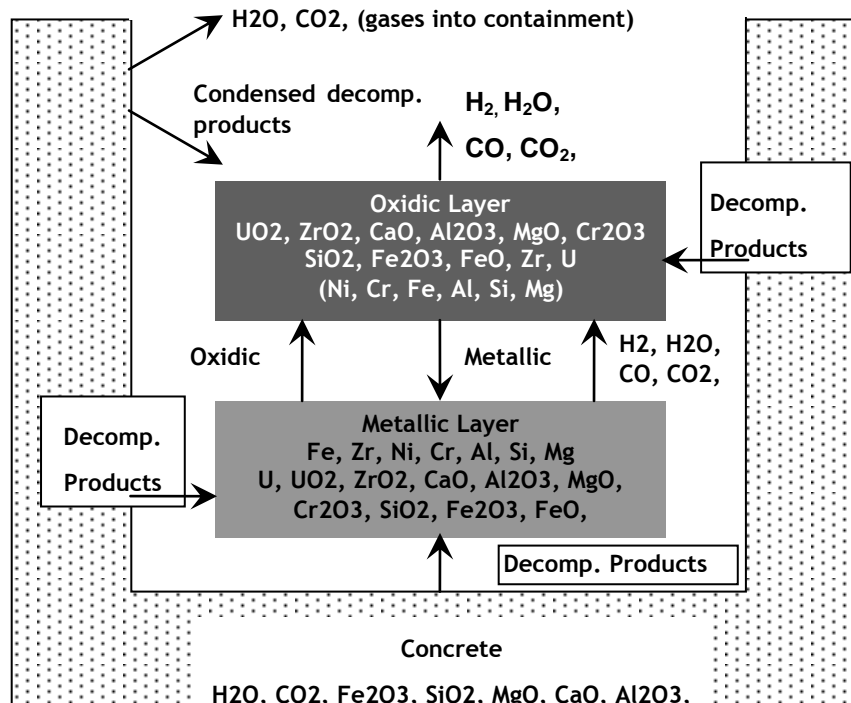 H2O, CO2, (gases into containment)
Condensed decomp.
products
H₂, H₂O,
CO, CO₂,
Oxidic Layer
UO2, ZrO2, CaO, Al2O3, MgO, Cr2O3
SiO2, Fe2O3, FeO, Zr, U
(Ni, Cr, Fe, Al, Si, Mg)
Decomp.
Products
Oxidic
Metallic
H2, H2O,
CO, CO2,
Decomp.
Products
Metallic Layer
Fe, Zr, Ni, Cr, Al, Si, Mg
U, UO2, ZrO2, CaO, Al2O3, MgO,
Cr2O3, SiO2, Fe2O3, FeO,
Decomp. Products
Concrete
H2O, CO2, Fe2O3, SiO2, MgO, CaO, Al2O3,